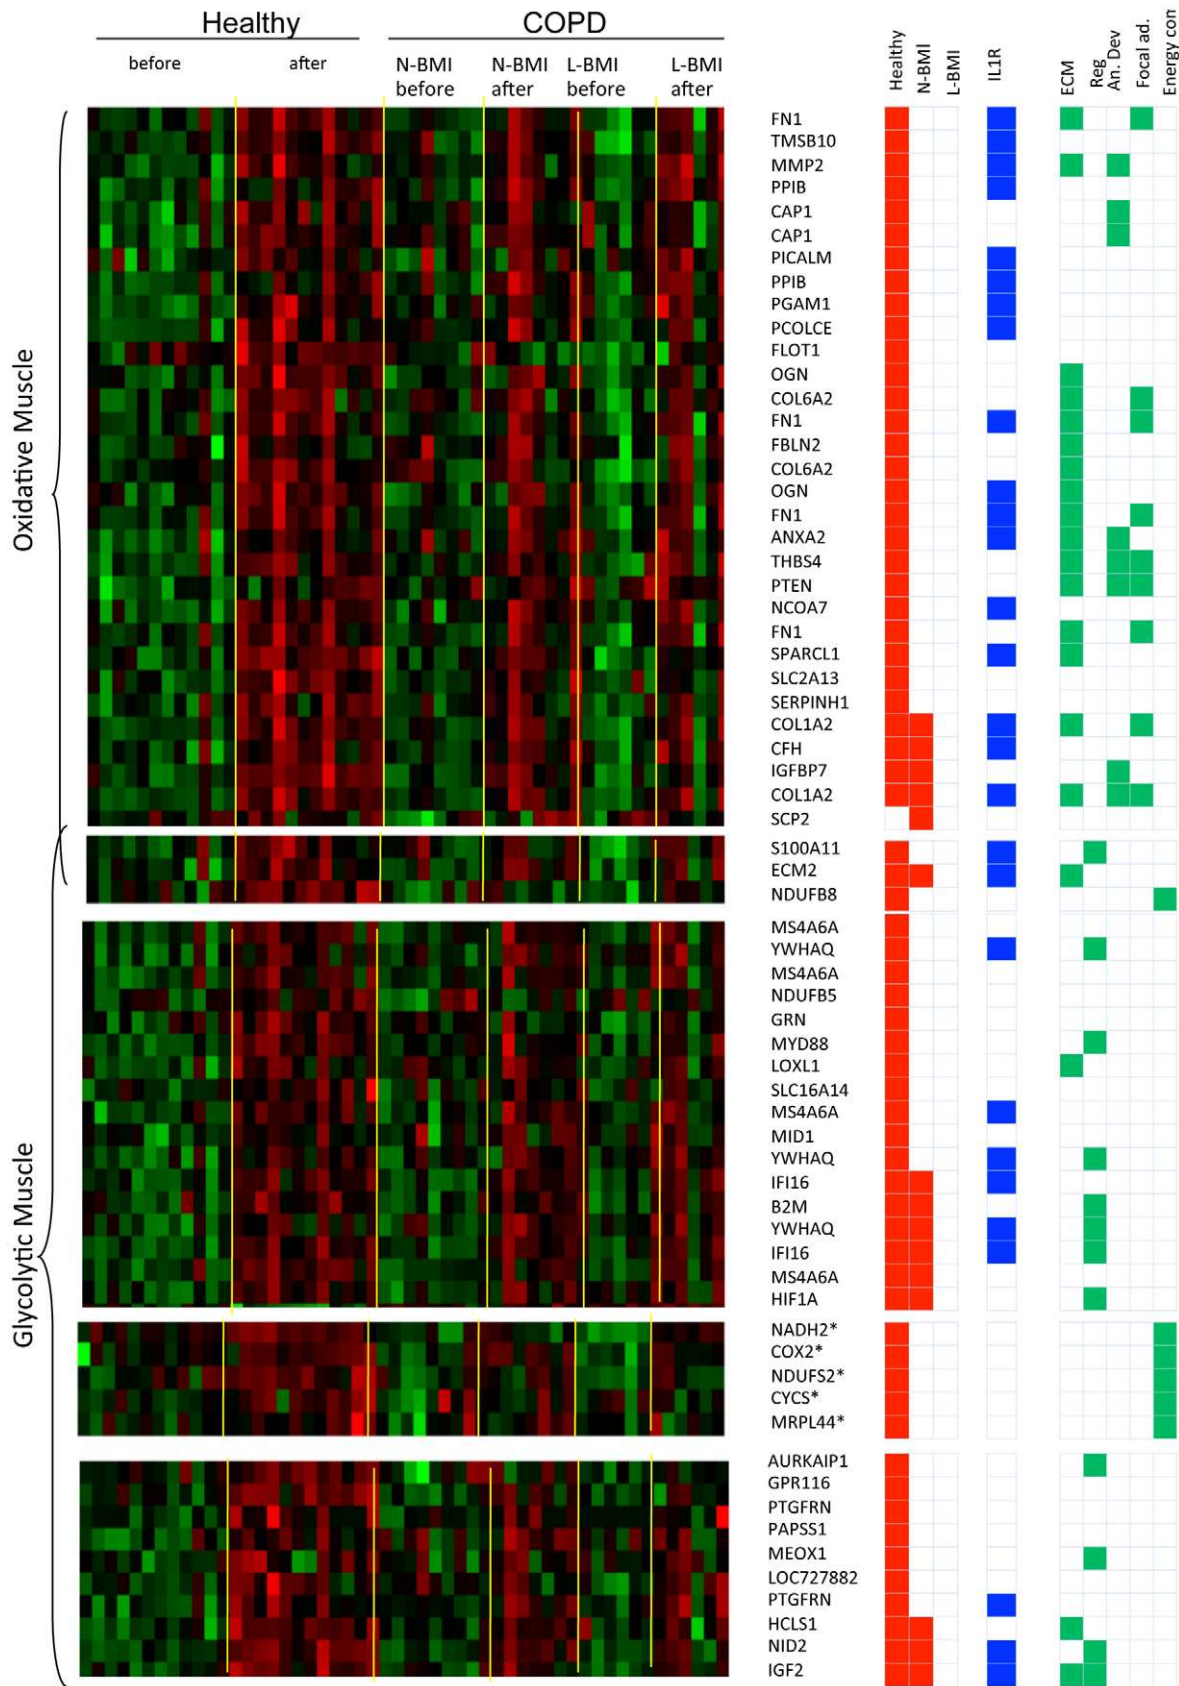 Healthy COPD
before after N-BMI before N-BMI after L-BMI before L-BMI after
Healthy N-BMI L-BMI IL1R ECM Reg An. Dev Focal ad. Energy con
Oxidative Muscle
FN1
TMSB10
MMP2
PPIB
CAP1
CAP1
PICALM
PPIB
PGAM1
PCOLCE
FLOT1
OGN
COL6A2
FN1
FBLN2
COL6A2
OGN
FN1
ANXA2
THBS4
PTEN
NCOA7
FN1
SPARCL1
SLC2A13
SERPINH1
COL1A2
CFH
IGFBP7
COL1A2
SCP2
S100A11
ECM2
NDUFB8
Glycolytic Muscle
MS4A6A
YWHAQ
MS4A6A
NDUFB5
GRN
MYD88
LOXL1
SLC16A14
MS4A6A
MID1
YWHAQ
IFI16
B2M
YWHAQ
IFI16
MS4A6A
HIF1A
NADH2*
COX2*
NDUFS2*
CYCS*
MRPL44*
AURKAIP1
GPR116
PTGFRN
PAPSS1
MEOX1
LOC727882
PTGFRN
HCLS1
NID2
IGF2